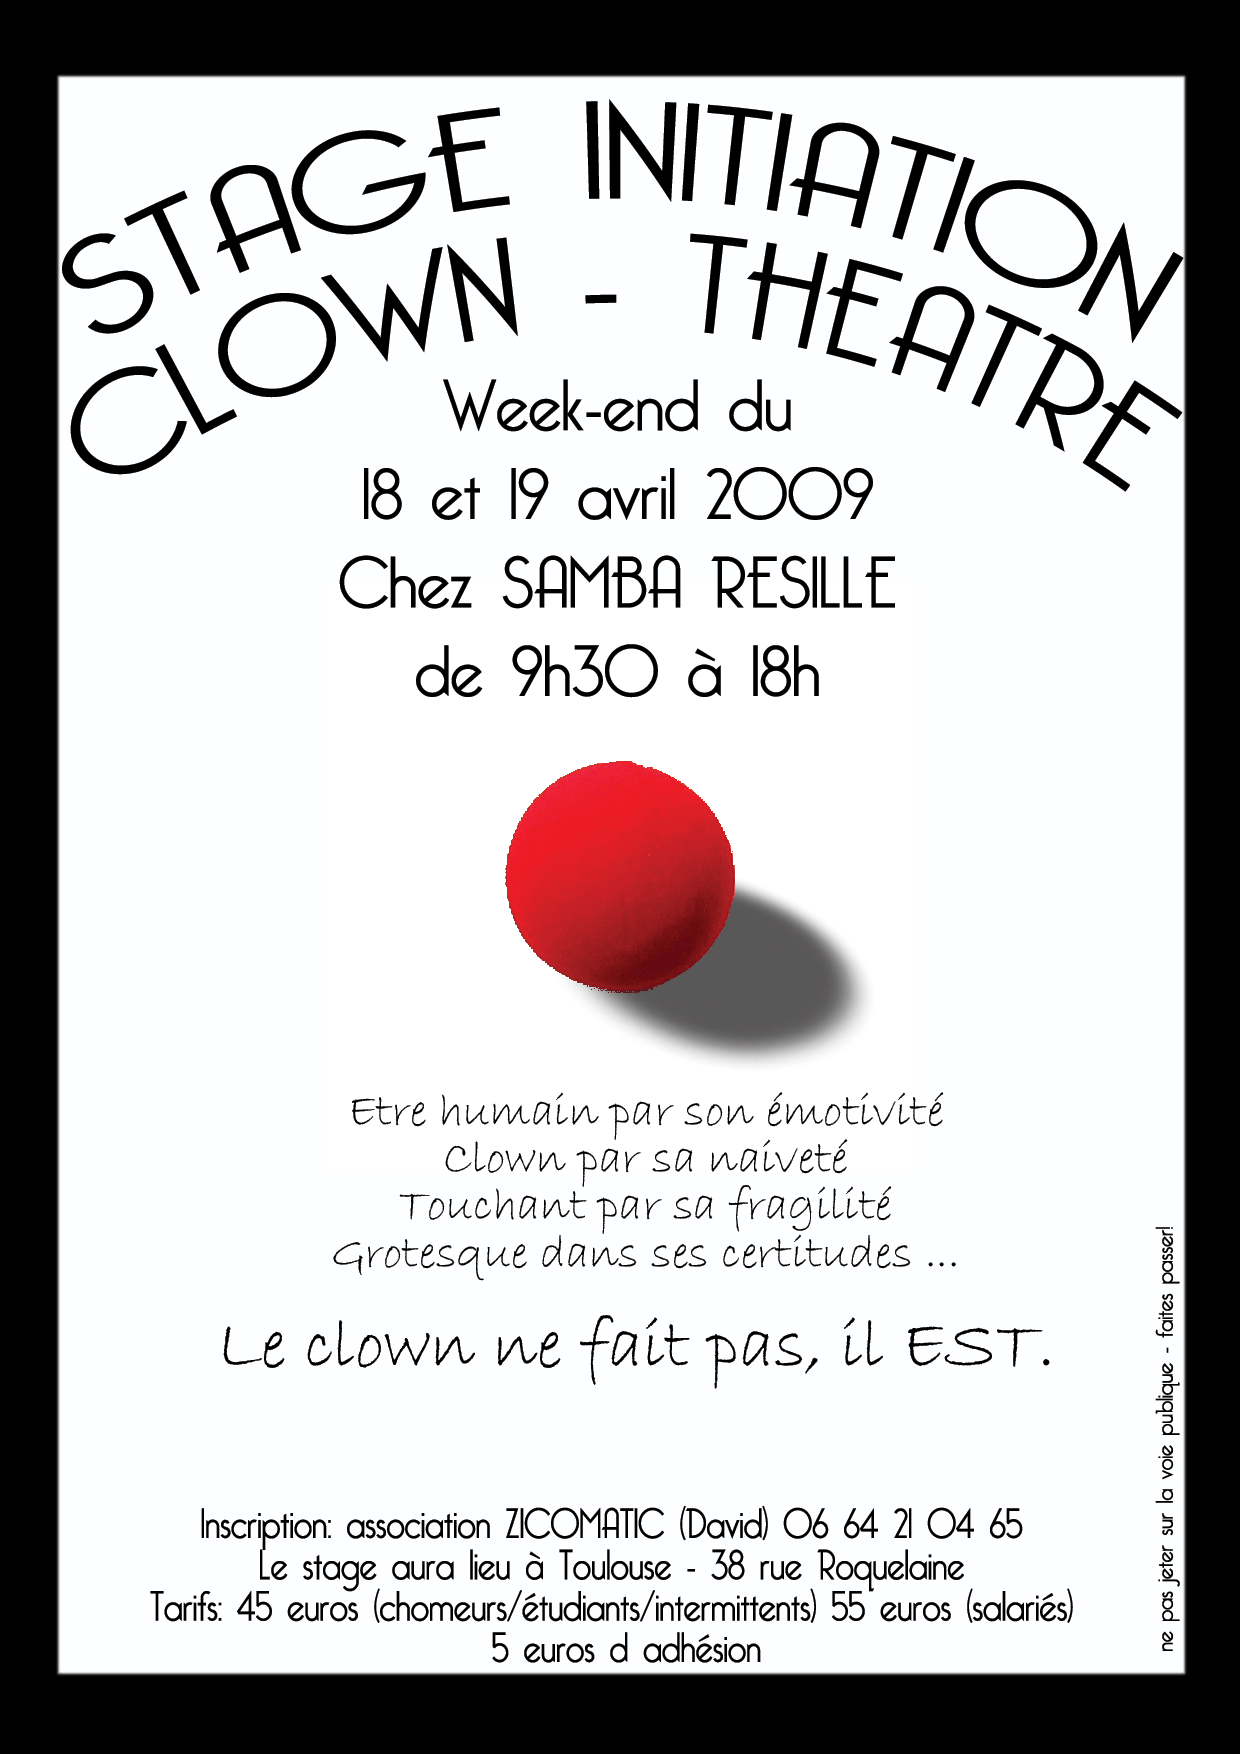 STAGE INITIATION
CLOWN - THEATRE
Week-end du
18 et 19 avril 2009
Chez SAMBA RESILLE
de 9h30 à 18h
Etre humain par son émotivité
Clown par sa naiveté
Touchant par sa fragilité
Grotesque dans ses certitudes ...
Le clown ne fait pas, il EST.
Inscription: association ZICOMATIC (David) 06 64 21 04 65
Le stage aura lieu à Toulouse - 38 rue Roquelaine
Tarifs: 45 euros (chomeurs/étudiants/intermittents) 55 euros (salariés)
5 euros d adhésion
ne pas jeter sur la voie publique - faites passer!